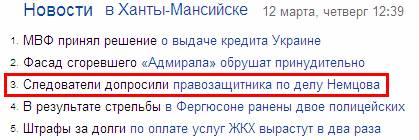 Новости в Ханты-Мансийске 12 марта, четверг 12:39
1. МВФ принял решение о выдаче кредита Украине
2. Фасад сгоревшего «Адмирала» обрушат принудительно
3. Следователи допросили правозащитника по делу Немцова
4. В результате стрельбы в Фергюсоне ранены двое полицейских
5. Штрафы за долги по оплате услуг ЖКХ вырастут в два раза